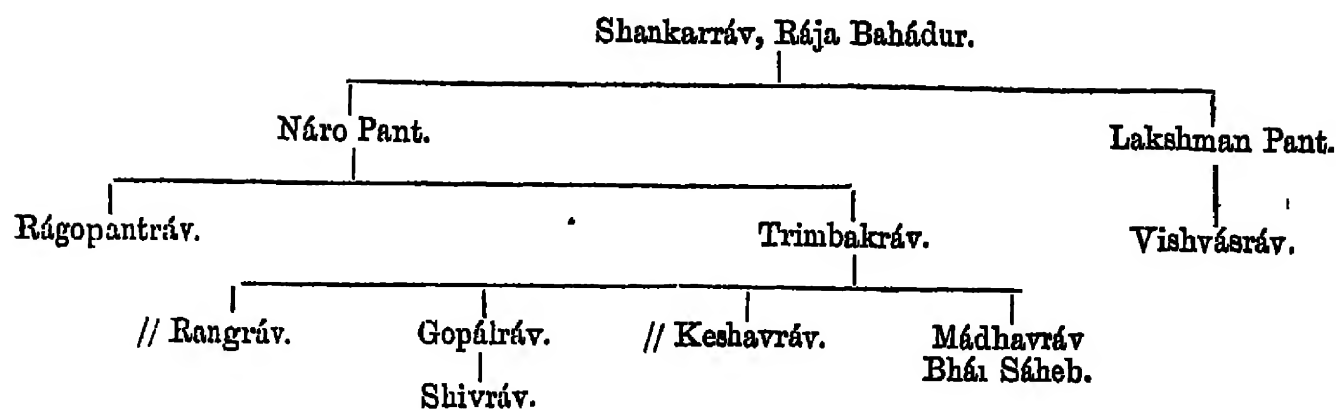 Shankarráv, Rája Bahádur.
Náro Pant.
Lakshman Pant.
Rágopantráv.
Trimbakráv.
Vishvásráv.
// Rangráv.
Gopálráv.
// Keshavráv.
Mádhavráv
Bhái Sáheb.
Shivráv.